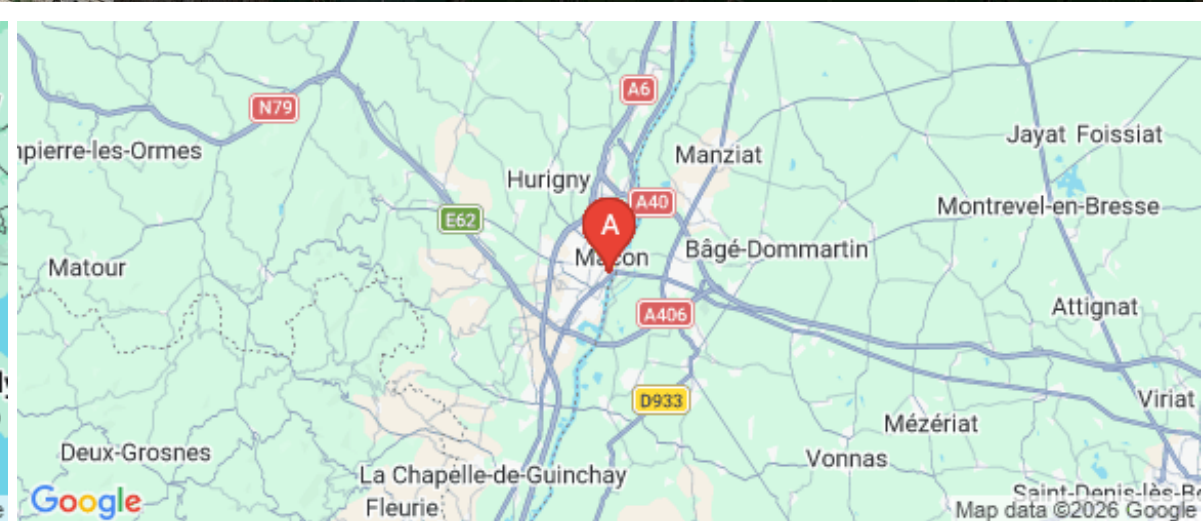 A6
N79
Jayat Foissiat
npierre-les-Ormes
Manziat
Hurigny
A40
Montrevel-en-Bresse
E62
A
Mâcon
Bâgé-Dommartin
Matour
Attignat
A406
D933
Viriat
Mézériat
Deux-Grosnes
Vonnas
La Chapelle-de-Guinchay
Saint-Denis-lès-Bo
Google
Fleurie
Map data ©2026 Google